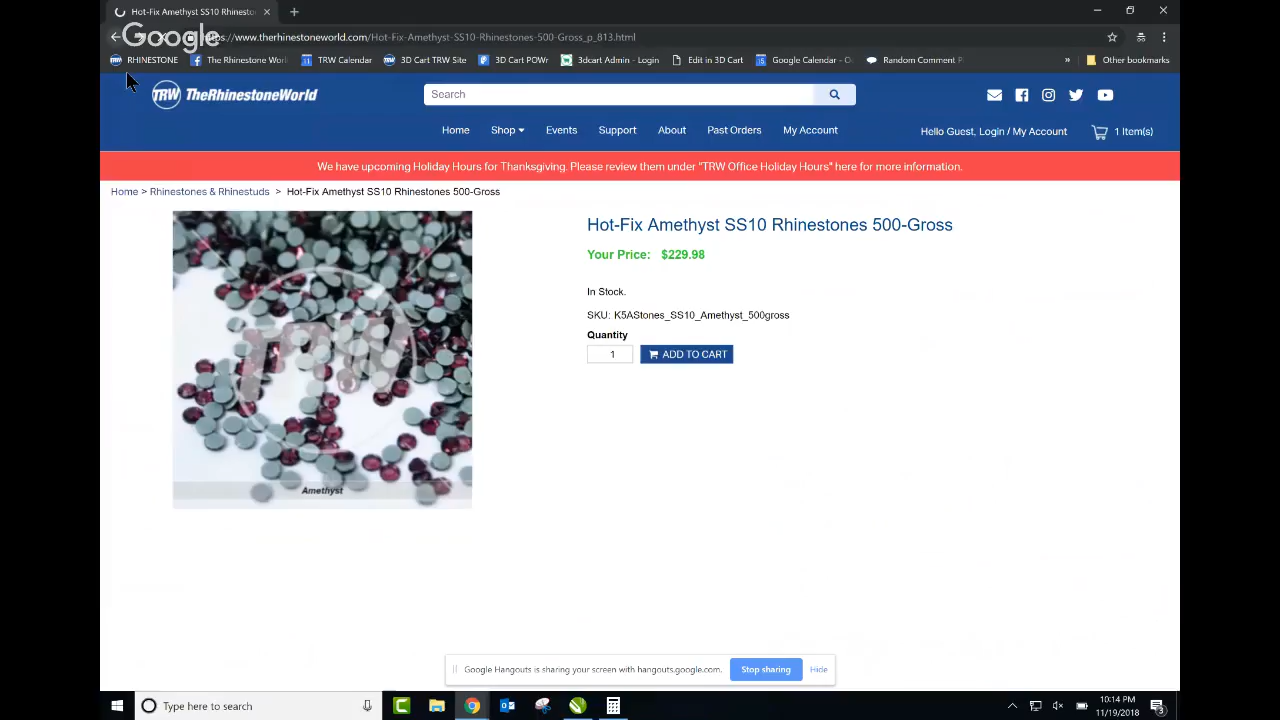 Hot-Fix Amethyst SS10 Rhinestones
Google
https://www.therhinestoneworld.com/Hot-Fix-Amethyst-SS10-Rhinestones-500-Gross_p_813.html
RHINESTONE The Rhinestone Wor TRW Calendar 3D Cart TRW Site 3D Cart POWr 3dcart Admin - Login Edit in 3D Cart Google Calendar - O Random Comment P » Other bookmarks
TRW TheRhinestoneWorld
Search
Home Shop Events Support About Past Orders My Account
Hello Guest, Login / My Account 1 Item(s)
We have upcoming Holiday Hours for Thanksgiving. Please review them under "TRW Office Holiday Hours" here for more information.
Home > Rhinestones & Rhinestuds > Hot-Fix Amethyst SS10 Rhinestones 500-Gross
TRW
Amethyst
Hot-Fix Amethyst SS10 Rhinestones 500-Gross
Your Price: $229.98
In Stock.
SKU: K5AStones_SS10_Amethyst_500gross
Quantity
1 ADD TO CART
Google Hangouts is sharing your screen with hangouts.google.com. Stop sharing Hide
Type here to search
10:14 PM
11/19/2018
3